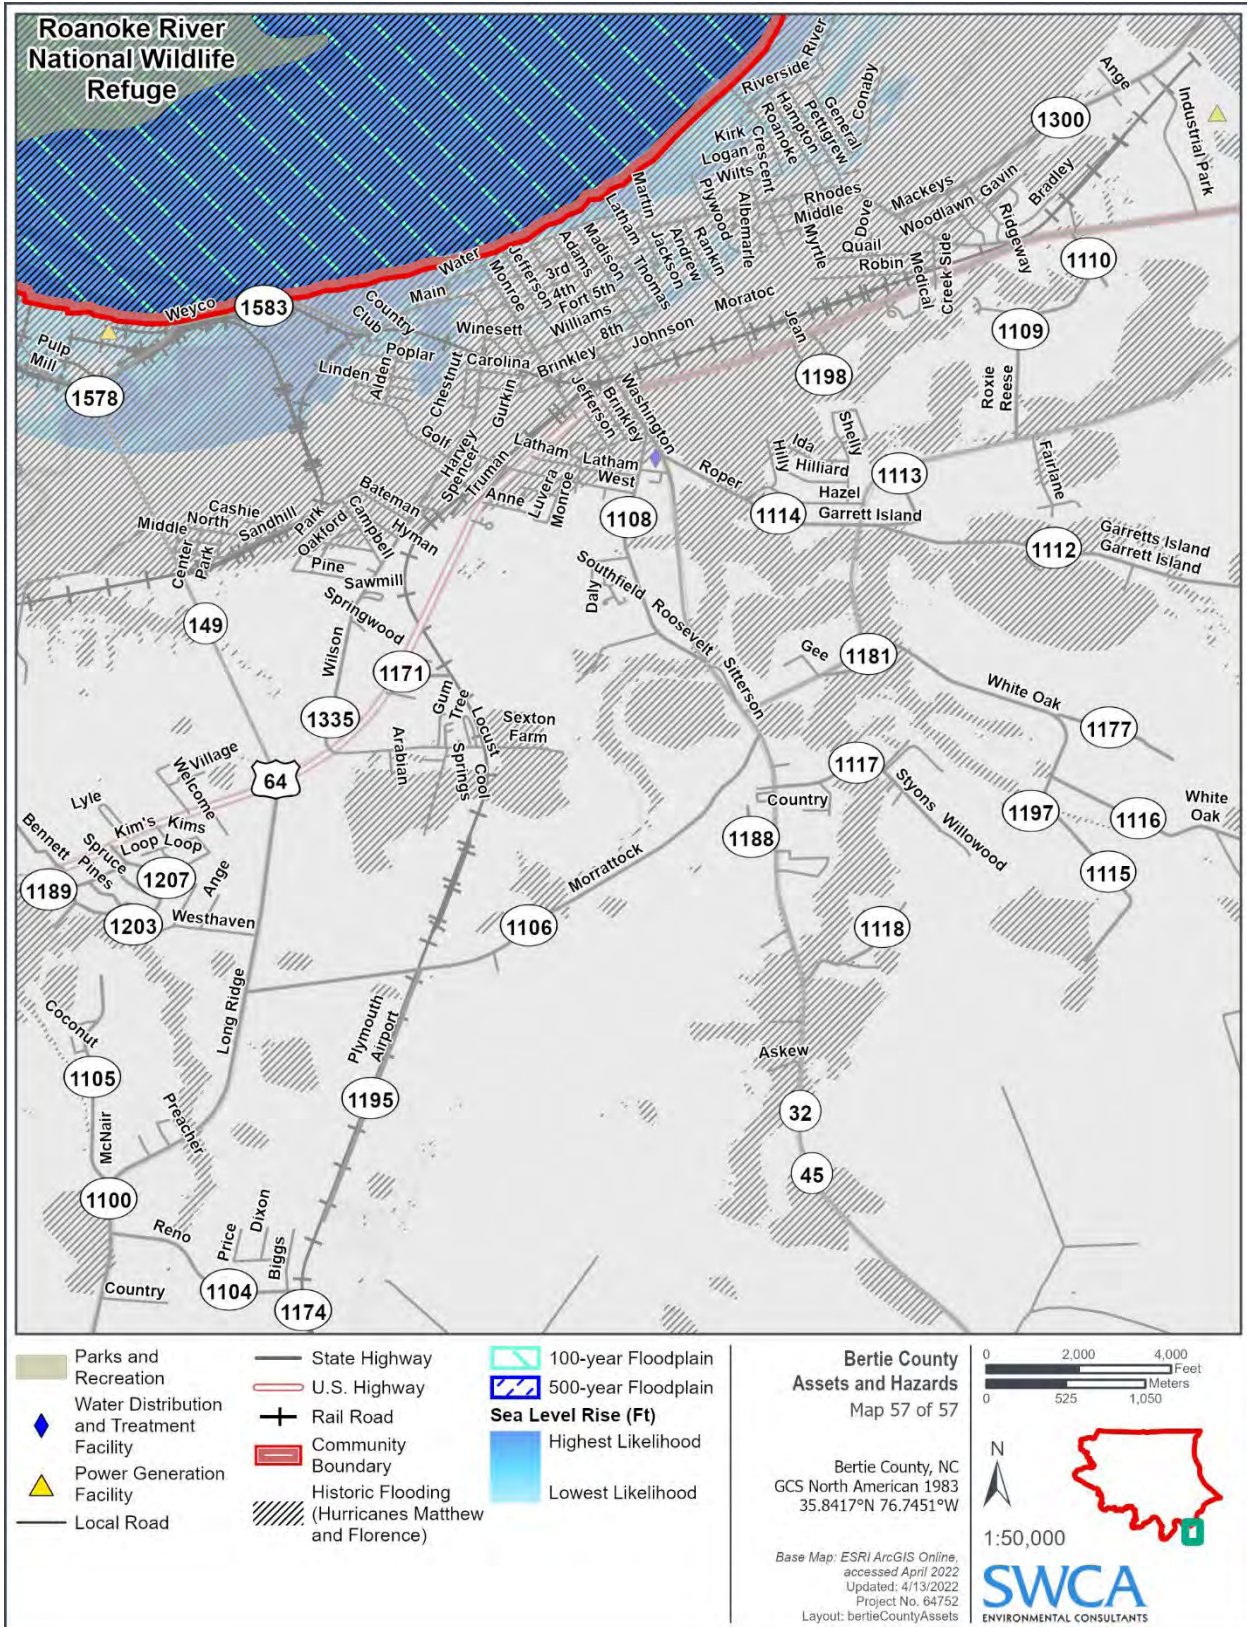 Roanoke River
National Wildlife
Refuge
River
Riverside
Ange
Conaby
General
Pettigrew
Hampton
Roanoke
Crescent
Kirk
Logan
Wilts
1300
Industrial Park
Martin
Plywood
Albemarle
Rhodes
Middle
Myrtle
Dove
Mackeys
Woodlawn
Gavin
Bradley
Ridgeway
Quail
Robin
Medical
Creek Side
1110
1109
Latham
Madison
Adams
Jefferson
Monroe
Water
Main
3rd
4th
Fort 5th
Williams
8th
Thomas
Jackson
Andrew
Rankin
Moratoc
Johnson
Jean
1198
Weyco
1583
Country
Club
Winesett
Poplar
Linden
Alden
Chestnut
Carolina
Gurkin
Brinkley
Jefferson
Brinkley
Washington
Pulp
Mill
1578
Golf
Harvey
Spencer
Truman
Latham
Latham
West
Anne
Luvera
Monroe
1108
Roper
Hilly
Ida
Hilliard
Shelly
Hazel
1113
1114
Garrett Island
Roxie
Reese
Fairlane
1112
Garretts Island
Garrett Island
Bateman
Campbell
Hyman
Cashie
North
Middle
Sandhill
Park
Oakford
Pine
Sawmill
Center
Park
149
Springwood
Wilson
1171
1335
Daly
Southfield
Roosevelt
Sitterson
Gee
1181
White Oak
1177
Gum
Tree
Locust
Sexton
Farm
Arabian
Springs
Cool
Village
Welcome
64
Lyle
Kim's
Loop
Kims
Loop
Bennett
Spruce
Pines
1189
1207
1203
Ange
Westhaven
1117
Country
1188
Styons
Willowood
1197
1116
White
Oak
1115
1118
Morrattock
1106
Long Ridge
Coconut
1105
McNair
Preacher
1100
Plymouth
Airport
1195
Askew
32
45
Reno
Price
Dixon
Biggs
Country
1104
1174
Parks and
Recreation
Water Distribution
and Treatment
Facility
Power Generation
Facility
Local Road
State Highway
U.S. Highway
Rail Road
Community
Boundary
Historic Flooding
(Hurricanes Matthew
and Florence)
100-year Floodplain
500-year Floodplain
Sea Level Rise (Ft)
Highest Likelihood
Lowest Likelihood
Bertie County
Assets and Hazards
Map 57 of 57
Bertie County, NC
GCS North American 1983
35.8417°N 76.7451°W
Base Map: ESRI ArcGIS Online,
accessed April 2022
Updated: 4/13/2022
Project No. 64752
Layout: bertieCountyAssets
0 2,000 4,000
Feet
Meters
0 525 1,050
N
1:50,000
SWCA
ENVIRONMENTAL CONSULTANTS